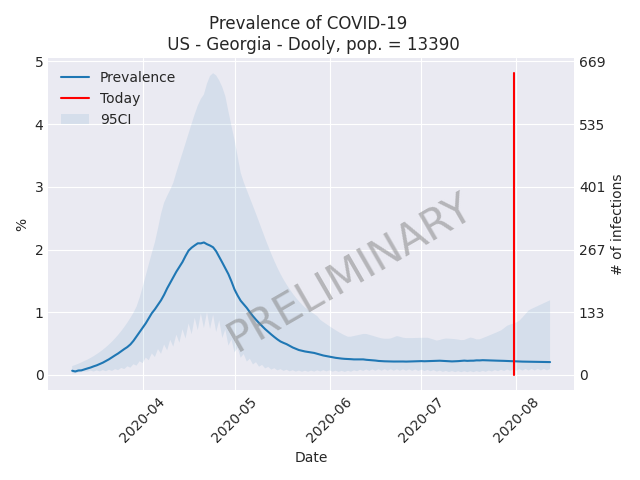 Prevalence of COVID-19
US - Georgia - Dooly, pop. = 13390
Prevalence
Today
95CI
PRELIMINARY
5
4
3
2
1
0
%
669
535
401
267
133
0
# of infections
2020-04
2020-05
2020-06
2020-07
2020-08
Date